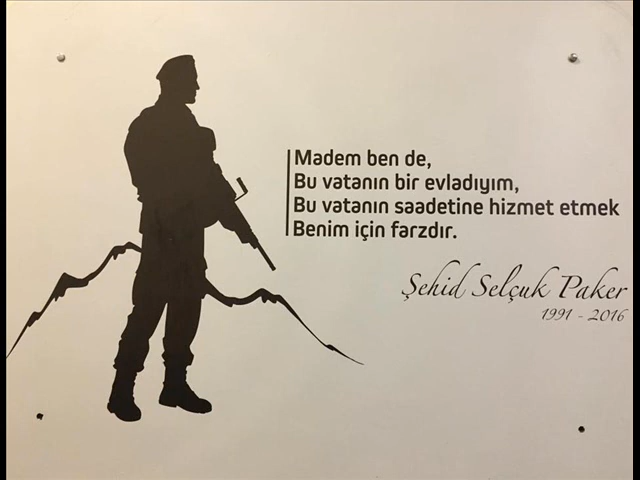 Madem ben de,
Bu vatanın bir evladıyım,
Bu vatanın saadetine hizmet etmek
Benim için farzdır.
Şehid Selçuk Paker
1991 - 2016